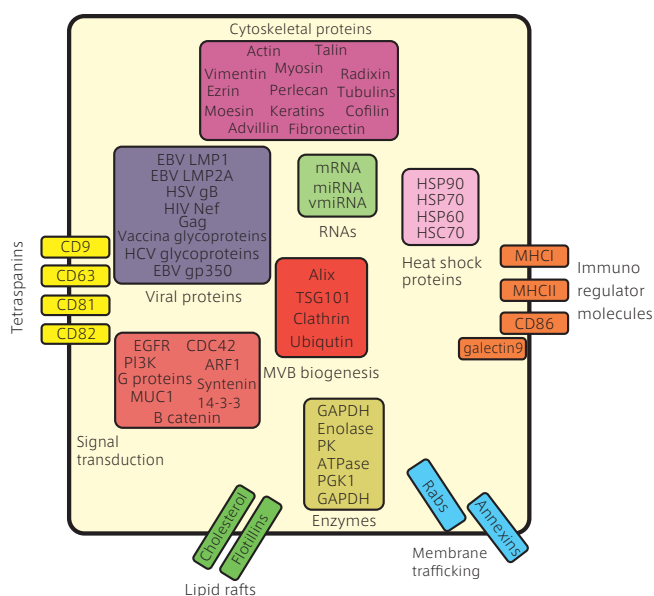 Cytoskeletal proteins
Actin Talin
Vimentin Myosin Radixin
Ezrin Perlecan Tubulins
Moesin Keratins Cofilin
Advillin Fibronectin
EBV LMP1
EBV LMP2A
HSV gB
HIV Nef
Gag
Vaccina glycoproteins
HCV glycoproteins
EBV gp350
Viral proteins
mRNA
miRNA
vmiRNA
RNAs
HSP90
HSP70
HSP60
HSC70
Heat shock
proteins
Tetraspanins
CD9
CD63
CD81
CD82
MHCI
MHCII
CD86
galectin9
Immuno
regulator
molecules
Alix
TSG101
Clathrin
Ubiqutin
MVB biogenesis
EGFR CDC42
PI3K ARF1
G proteins Syntenin
MUC1 14-3-3
B catenin
Signal
transduction
GAPDH
Enolase
PK
ATPase
PGK1
GAPDH
Enzymes
Cholesterol
Flotillins
Lipid rafts
Rabs
Annexins
Membrane
trafficking